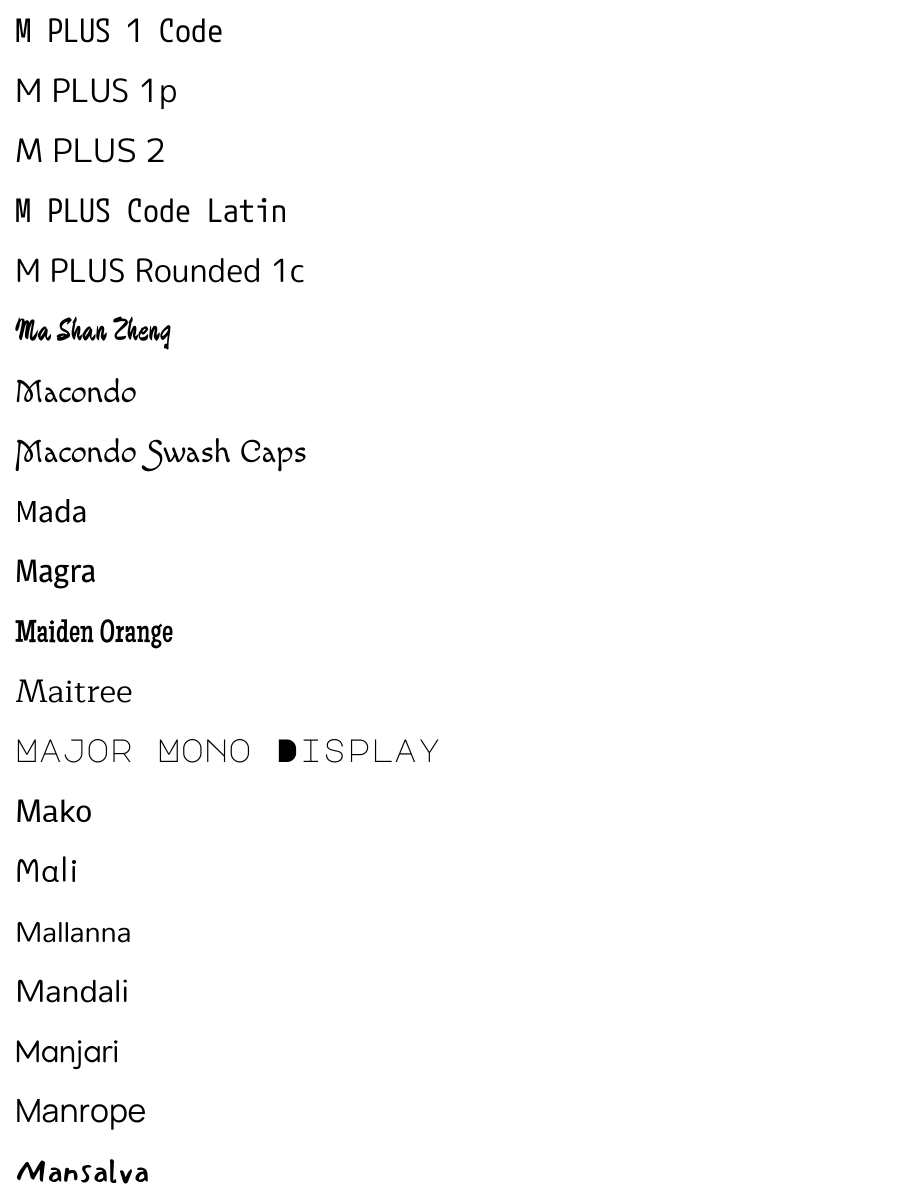 M PLUS 1 Code
M PLUS 1p
M PLUS 2
M PLUS Code Latin
M PLUS Rounded 1c
Ma Shan Zheng
Macondo
Macondo Swash Caps
Mada
Magra
Maiden Orange
Maitree
MAJOR MONO DISPLAY
Mako
Mali
Mallanna
Mandali
Manjari
Manrope
Mansalva